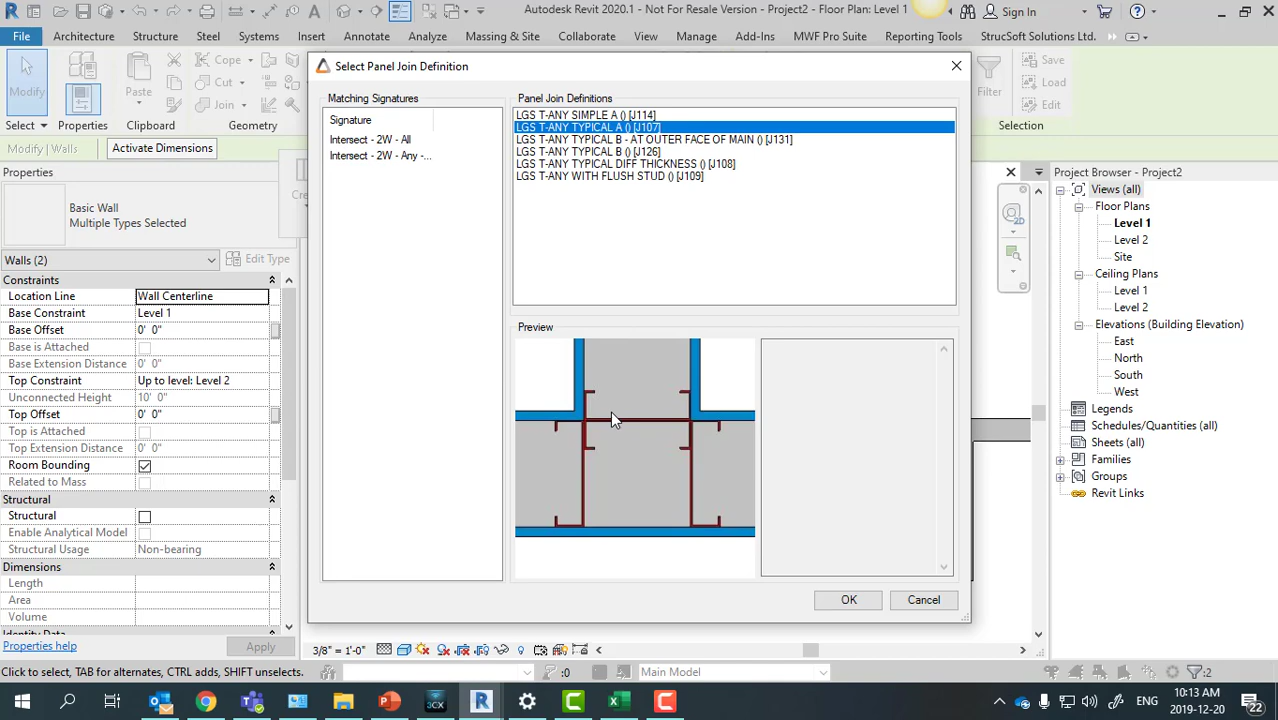 Autodesk Revit 2020.1 - Not For Resale Version - Project2 - Floor Plan: Level 1
Sign In
File Architecture Structure Steel Systems Insert Annotate Analyze Massing & Site Collaborate View Manage Add-Ins MWF Pro Suite Reporting Tools StrucSoft Solutions Ltd.
Modify
Paste
Cope
Cut
Join
Filter
Save
Load
Edit
Select Properties Clipboard Geometry Selection
Modify | Walls Activate Dimensions
Properties
Basic Wall
Multiple Types Selected
Walls (2) Edit Type
Constraints
Location Line Wall Centerline
Base Constraint Level 1
Base Offset 0' 0"
Base is Attached
Base Extension Distance 0' 0"
Top Constraint Up to level: Level 2
Unconnected Height 10' 0"
Top Offset 0' 0"
Top is Attached
Top Extension Distance 0' 0"
Room Bounding
Related to Mass
Structural
Structural
Enable Analytical Model
Structural Usage Non-bearing
Dimensions
Length
Area
Volume
Identity Data
Properties help Apply
Select Panel Join Definition
Matching Signatures
Signature
Intersect - 2W - All
Intersect - 2W - Any -...
Panel Join Definitions
LGS T-ANY SIMPLE A () [J114]
LGS T-ANY TYPICAL A () [J107]
LGS T-ANY TYPICAL B - AT OUTER FACE OF MAIN () [J131]
LGS T-ANY TYPICAL B () [J126]
LGS T-ANY TYPICAL DIFF THICKNESS () [J108]
LGS T-ANY WITH FLUSH STUD () [J109]
Preview
OK Cancel
2D
Project Browser - Project2
Views (all)
Floor Plans
Level 1
Level 2
Site
Ceiling Plans
Level 1
Level 2
Elevations (Building Elevation)
East
North
South
West
Legends
Schedules/Quantities (all)
Sheets (all)
Families
Groups
Revit Links
3/8" = 1'-0"
Click to select, TAB for alternates, CTRL adds, SHIFT unselects.
:0
Main Model
:2
3CX
ENG
10:13 AM
2019-12-20
22